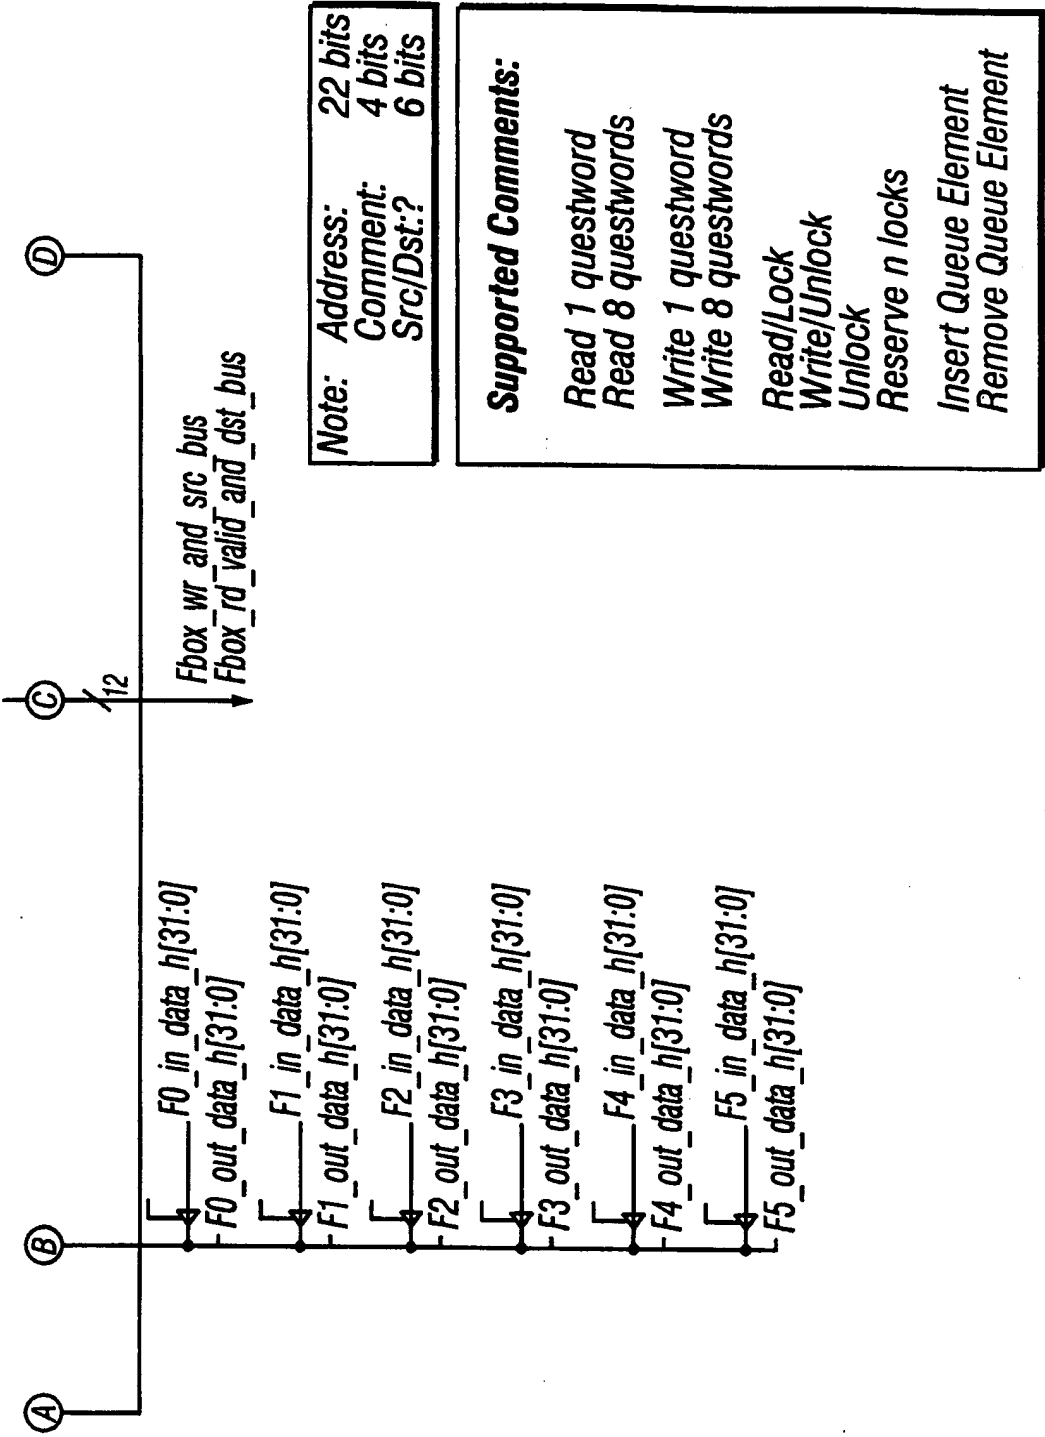 A
B
C
D
12
Fbox_wr_and_src_bus
Fbox_rd_valid_and_dst_bus
F0_in_data_h[31:0]
F0_out_data_h[31:0]
F1_in_data_h[31:0]
F1_out_data_h[31:0]
F2_in_data_h[31:0]
F2_out_data_h[31:0]
F3_in_data_h[31:0]
F3_out_data_h[31:0]
F4_in_data_h[31:0]
F4_out_data_h[31:0]
F5_in_data_h[31:0]
F5_out_data_h[31:0]
Note: Address: 22 bits
Comment: 4 bits
Src/Dst:? 6 bits
Supported Comments:
Read 1 questword
Read 8 questwords
Write 1 questword
Write 8 questwords
Read/Lock
Write/Unlock
Unlock
Reserve n locks
Insert Queue Element
Remove Queue Element